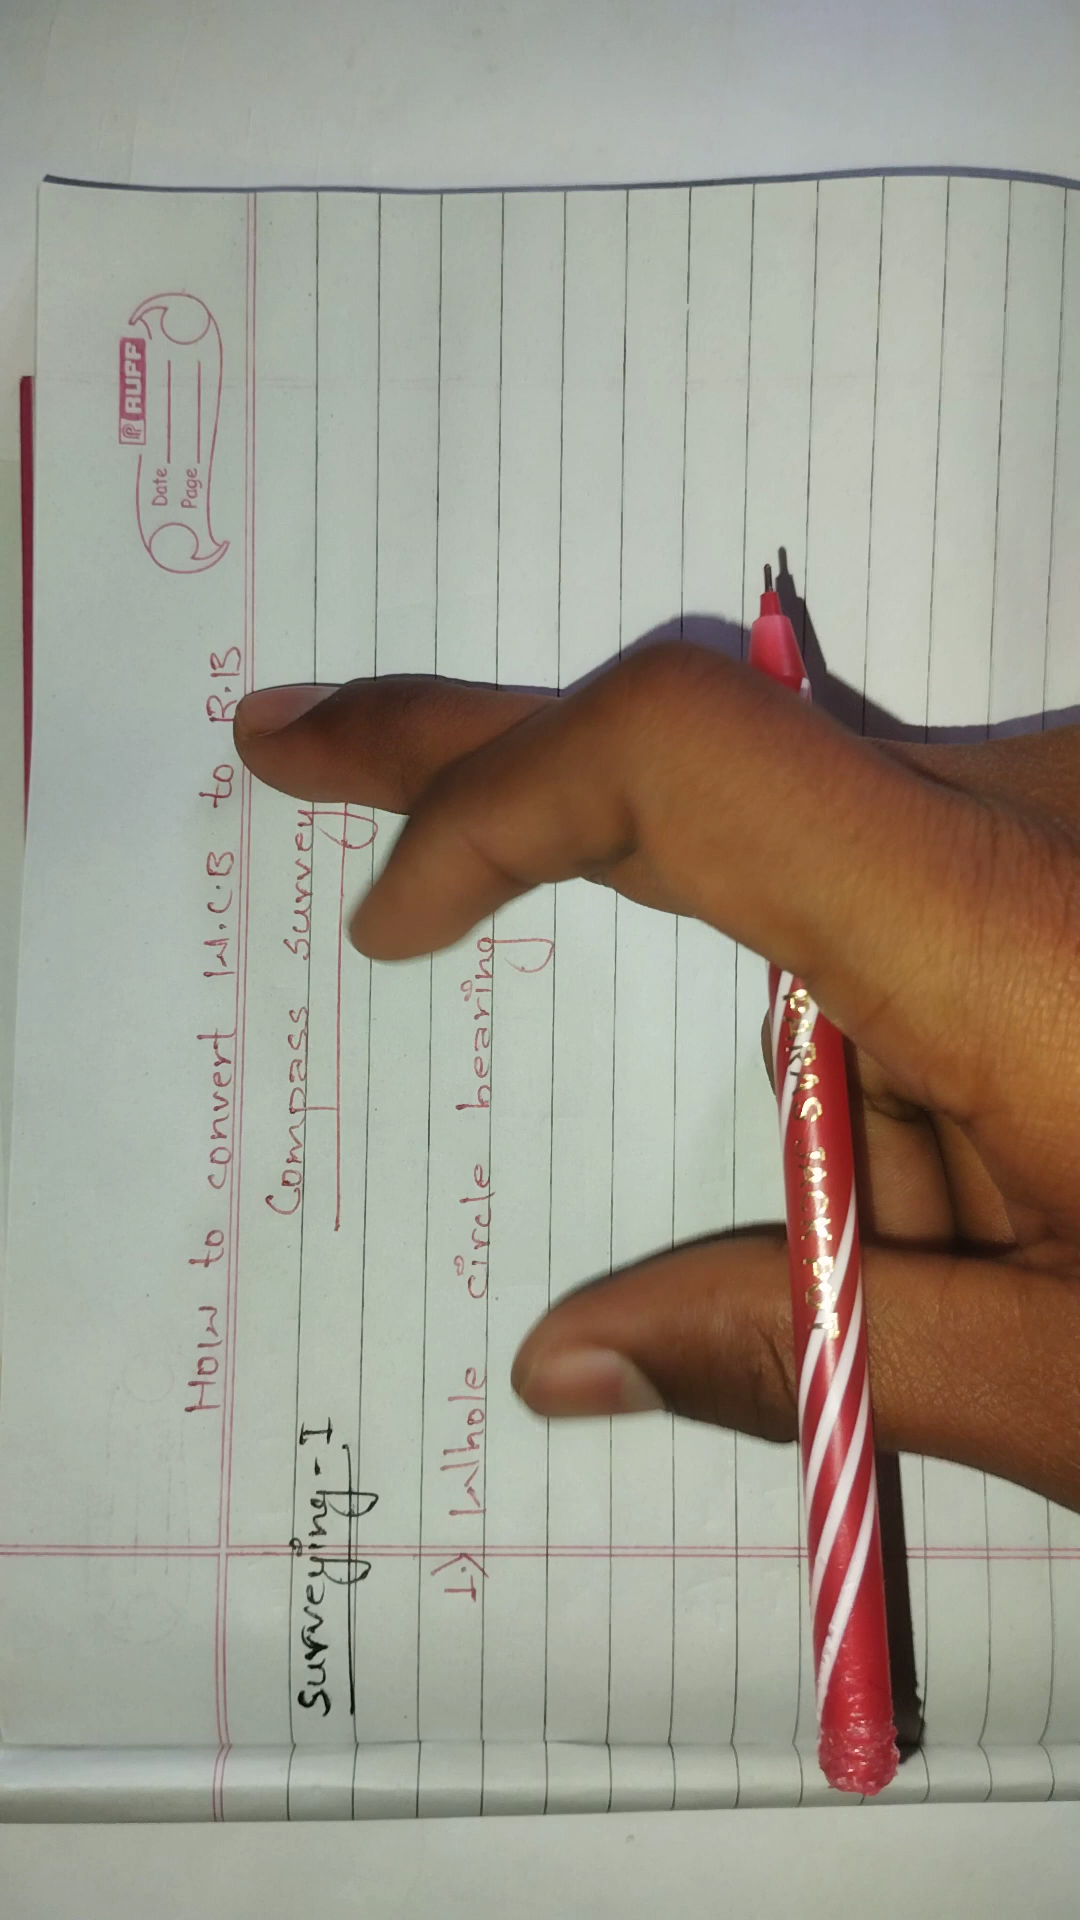 RUFF
Date
Page
How to convert W.C.B to R.B
Surveying - I
Compass survey
1.) Whole circle bearing